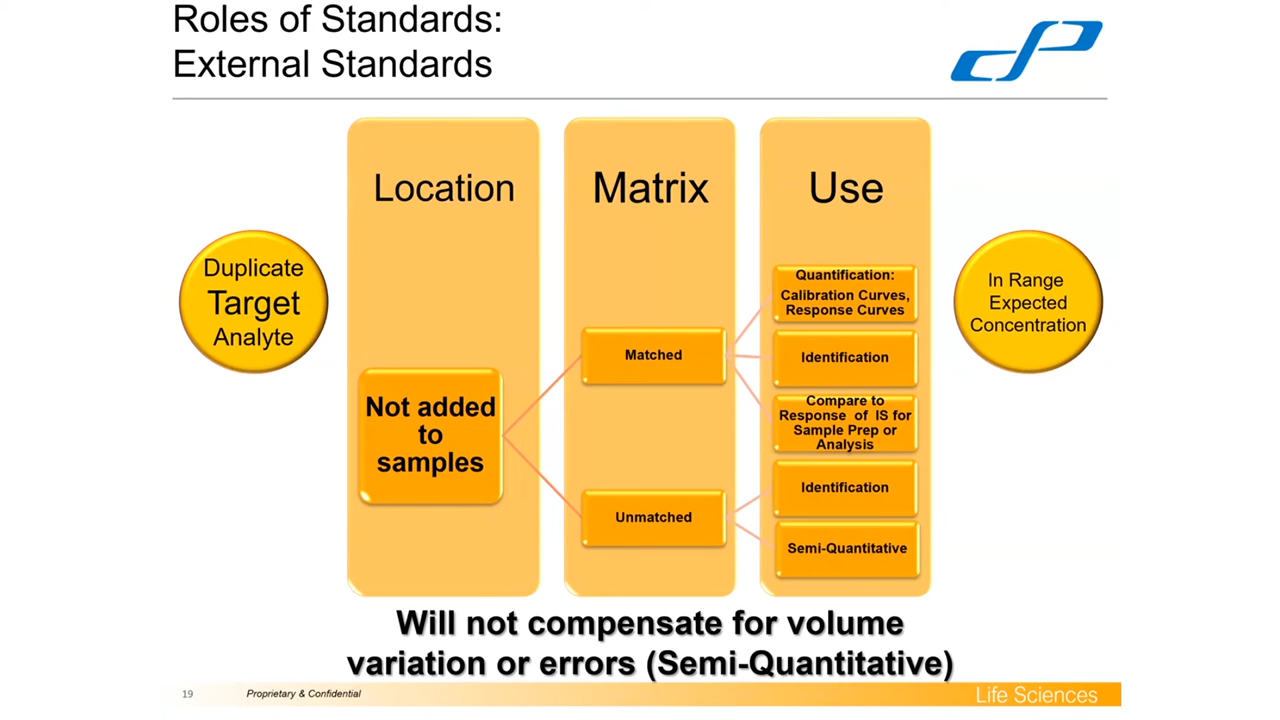 Roles of Standards:
External Standards
Location
Matrix
Use
Duplicate
Target
Analyte
Not added
to
samples
Matched
Unmatched
Quantification:
Calibration Curves,
Response Curves
Identification
Compare to
Response of IS for
Sample Prep or
Analysis
Identification
Semi-Quantitative
In Range
Expected
Concentration
Will not compensate for volume
variation or errors (Semi-Quantitative)
19
Proprietary & Confidential
Life Sciences